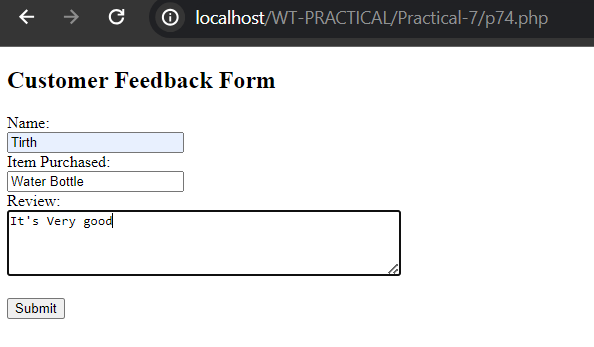 localhost/WT-PRACTICAL/Practical-7/p74.php
Customer Feedback Form
Name:
Tirth
Item Purchased:
Water Bottle
Review:
It's Very good
Submit